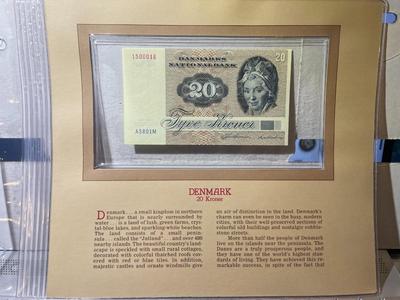 1500016
DANMARKS
NATIONALBANK
20
20
Tyve Kroner
A5801M
DENMARK
20 Kroner
Denmark... a small kingdom in northern
Europe that is nearly surrounded by
water ... is a land of lush, green farms, crys-
tal-blue lakes, and sparkling-white beaches.
The land consists of a small penin-
sula ... called the "Jutland" ... and over 480
nearby islands. The beautiful country's land-
scape is speckled with small rural cottages,
decorated with colorful thatched roofs cov-
ered with red or blue tiles. In addition,
majestic castles and ornate windmills give
an air of distinction in the land. Denmark's
charm can even be seen in the busy, modern
cities, with their well-preserved sections of
colorful old buildings and nostalgic cobble-
stone streets.
More than half the people of Denmark
live on the islands near the peninsula. The
Danes are a truly prosperous people, and
they have one of the world's highest stan-
dards of living. They have achieved this re-
markable success, in spite of the fact that